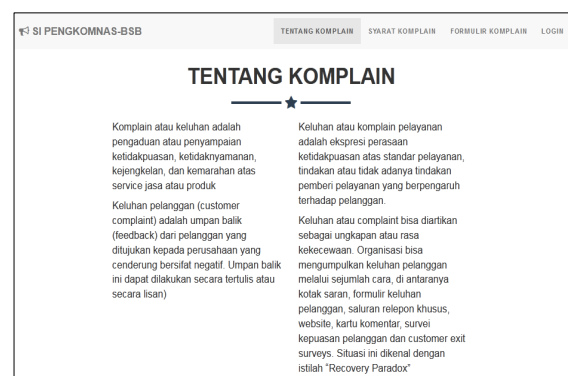 SI PENGKOMNAS-BSB
TENTANG KOMPLAIN
SYARAT KOMPLAIN
FORMULIR KOMPLAIN
LOGIN
TENTANG KOMPLAIN
Komplain atau keluhan adalah
pengaduan atau penyampaian
ketidakpuasan, ketidaknyamanan,
kejengkelan, dan kemarahan atas
service jasa atau produk
Keluhan pelanggan (customer
complaint) adalah umpan balik
(feedback) dari pelanggan yang
ditujukan kepada perusahaan yang
cenderung bersifat negatif. Umpan balik
ini dapat dilakukan secara tertulis atau
secara lisan)
Keluhan atau komplain pelayanan
adalah ekspresi perasaan
ketidakpuasan atas standar pelayanan,
tindakan atau tidak adanya tindakan
pemberi pelayanan yang berpengaruh
terhadap pelanggan.
Keluhan atau complaint bisa diartikan
sebagai ungkapan atau rasa
kekecewaan. Organisasi bisa
mengumpulkan keluhan pelanggan
melalui sejumlah cara, di antaranya
kotak saran, formulir keluhan
pelanggan, saluran relepon khusus,
website, kartu komentar, survei
kepuasan pelanggan dan customer exit
surveys. Situasi ini dikenal dengan
istilah “Recovery Paradox”